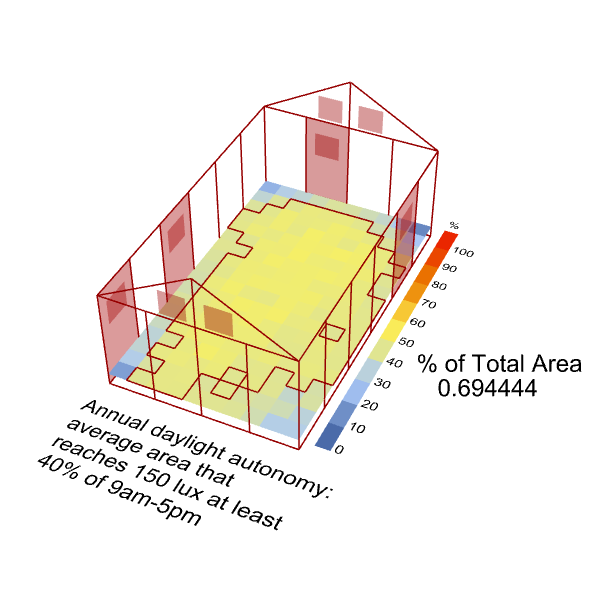 %
100
90
80
70
60
50
40
30
20
10
0
% of Total Area
0.694444
Annual daylight autonomy:
average area that
reaches 150 lux at least
40% of 9am-5pm